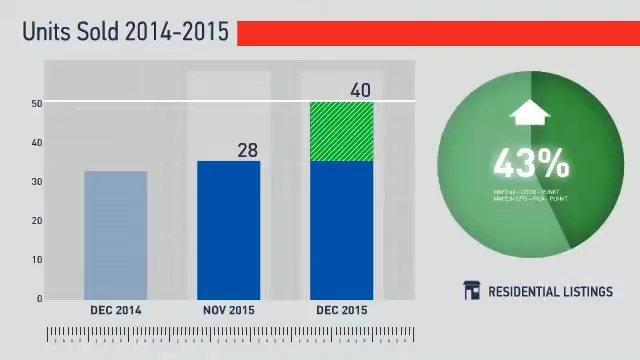 Units Sold 2014-2015
50
40
30
20
10
0
28
40
DEC 2014
NOV 2015
DEC 2015
43%
RESIDENTIAL LISTINGS